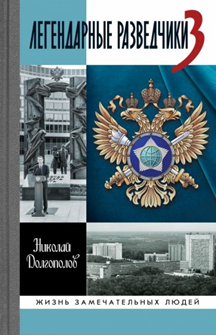 ЛЕГЕНДАРНЫЕ РАЗВЕДЧИКИ 3
Николай
Долгополов
ЖИЗНЬ ЗАМЕЧАТЕЛЬНЫХ ЛЮДЕЙ